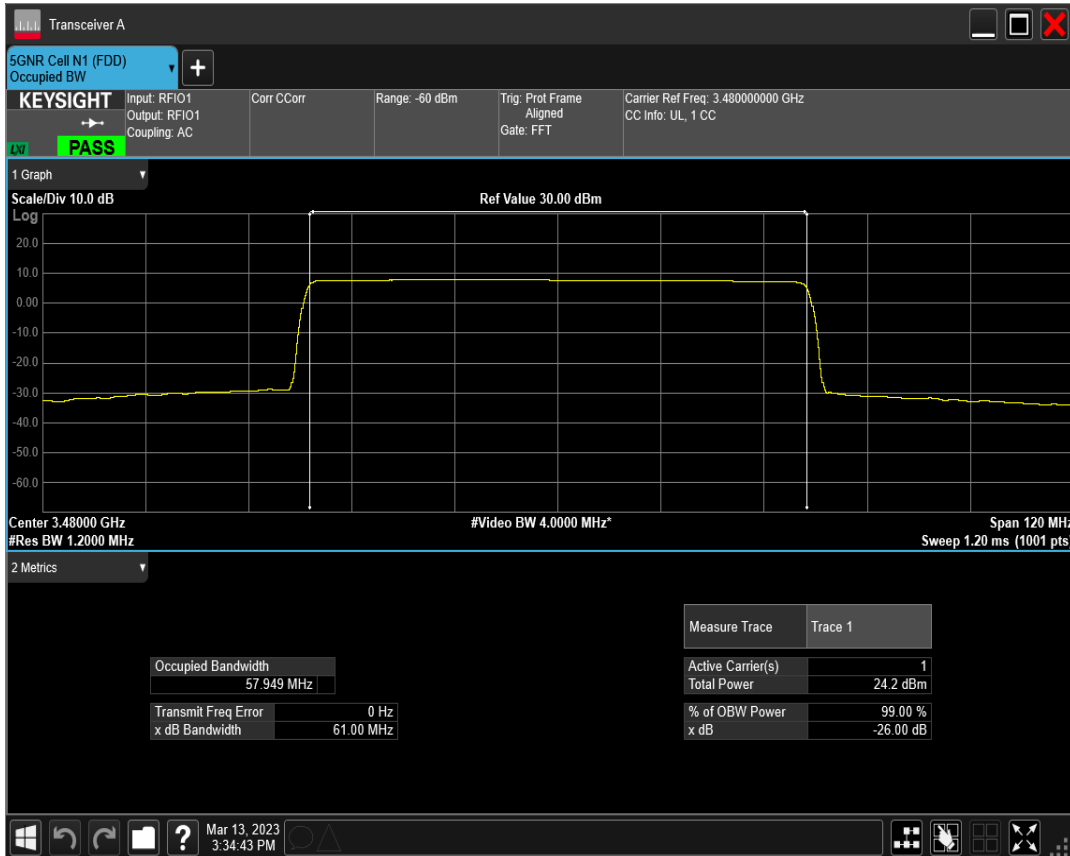 Transceiver A
5GNR Cell N1 (FDD)
Occupied BW
+
KEYSIGHT
LXI
PASS
Input: RFIO1
Output: RFIO1
Coupling: AC
Corr CCorr
Range: -60 dBm
Trig: Prot Frame
Aligned
Gate: FFT
Carrier Ref Freq: 3.480000000 GHz
CC Info: UL, 1 CC
1 Graph
Scale/Div 10.0 dB
Ref Value 30.00 dBm
Log
20.0
10.0
0.00
-10.0
-20.0
-30.0
-40.0
-50.0
-60.0
Center 3.48000 GHz
#Video BW 4.0000 MHz*
Span 120 MHz
#Res BW 1.2000 MHz
Sweep 1.20 ms (1001 pts)
2 Metrics
Measure Trace Trace 1
Occupied Bandwidth
57.949 MHz
Active Carrier(s) 1
Total Power 24.2 dBm
Transmit Freq Error 0 Hz
x dB Bandwidth 61.00 MHz
% of OBW Power 99.00 %
x dB -26.00 dB
?
Mar 13, 2023
3:34:43 PM